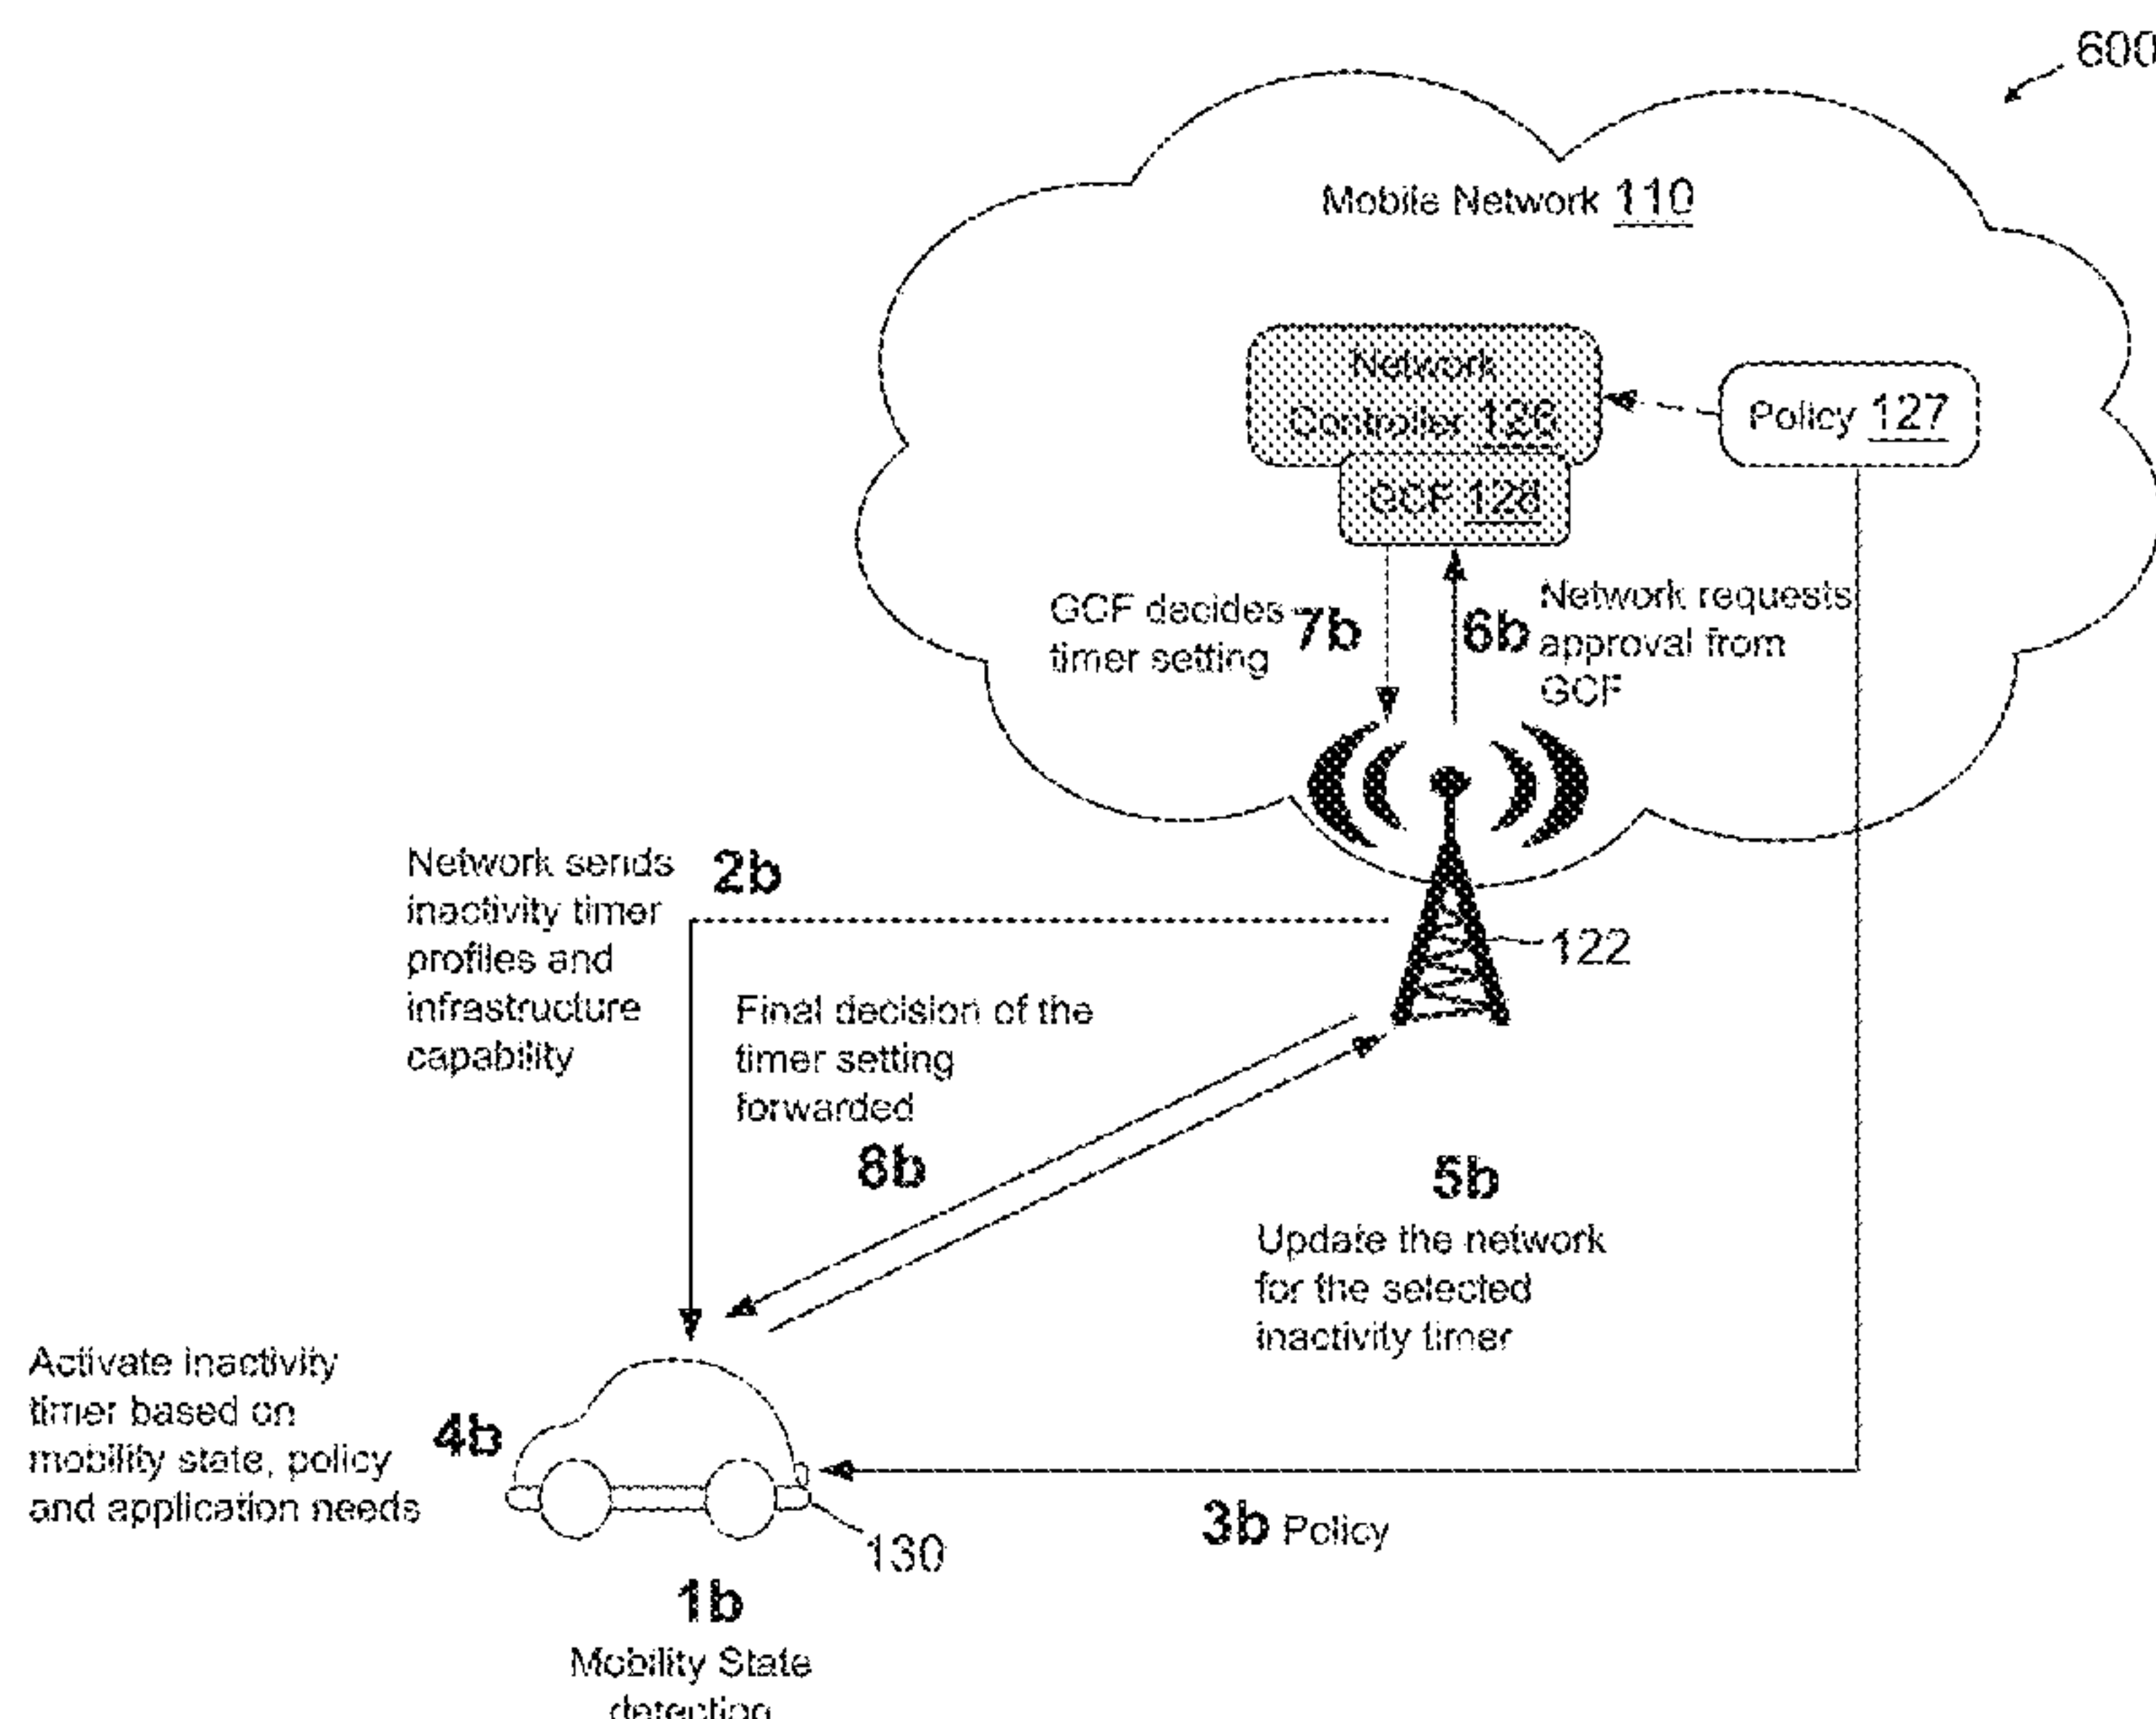 600
Mobile Network 110
Network
Controller 126
Policy 127
GCF 128
GCF decides
timer setting
7b
6b
Network requests
approval from
GCF
Network sends
inactivity timer
profiles and
infrastructure
capability
2b
122
Final decision of the
timer setting
forwarded
8b
5b
Update the network
for the selected
inactivity timer
Activate inactivity
timer based on
mobility state, policy
and application needs
4b
130
3b Policy
1b
Mobility State
detection